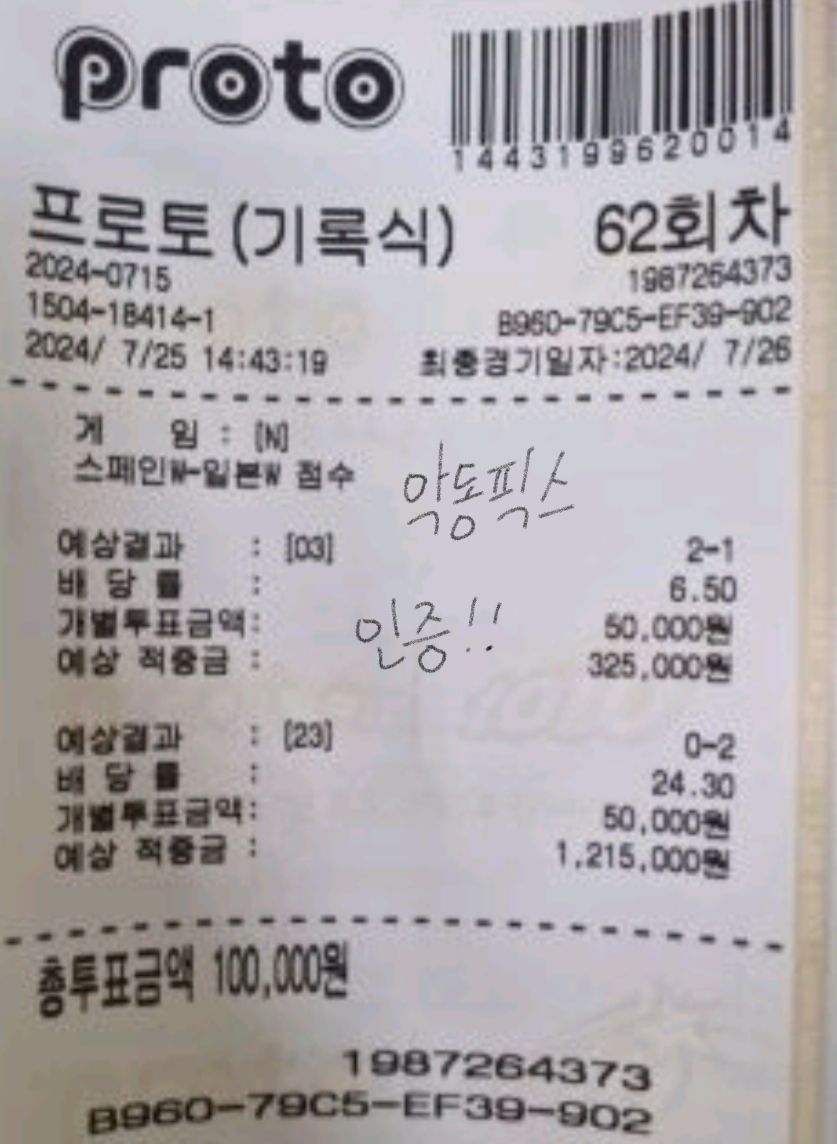 proto
1443199620014
프로토(기록식) 62회차
2024-0715 1987264373
1504-18414-1 B960-79C5-EF39-902
2024/ 7/25 14:43:19 최종경기일자:2024/ 7/26
게 임 : [N]
스페인W-일본W 점수
악동픽스
예상결과 : [03] 2-1
배 당 률 : 6.50
개별투표금액: 50,000원
인증!!
예상 적중금 : 325,000원
예상결과 : [23] 0-2
배 당 률 : 24.30
개별투표금액: 50,000원
예상 적중금 : 1,215,000원
총투표금액 100,000원
1987264373
B960-79C5-EF39-902